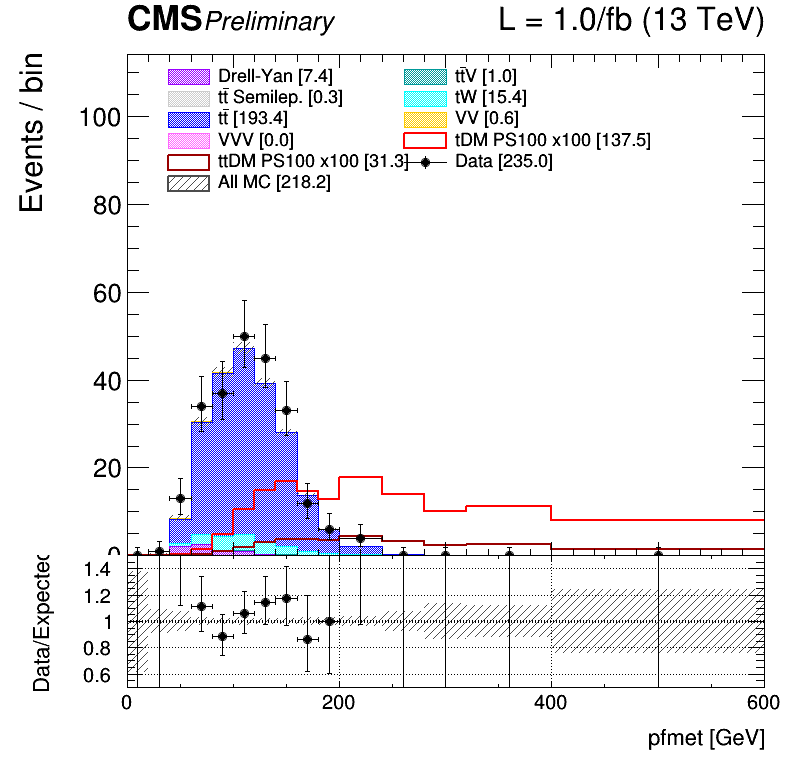 CMS Preliminary L = 1.0/fb (13 TeV)
Events / bin
Drell-Yan [7.4] tt̄V [1.0]
tt̄ Semilep. [0.3] tW [15.4]
tt̄ [193.4] VV [0.6]
VVV [0.0] tDM PS100 x100 [137.5]
ttDM PS100 x100 [31.3] Data [235.0]
All MC [218.2]
100
80
60
40
20
0
Data/Expected
1.4
1.2
1
0.8
0.6
0 200 400 600
pfmet [GeV]